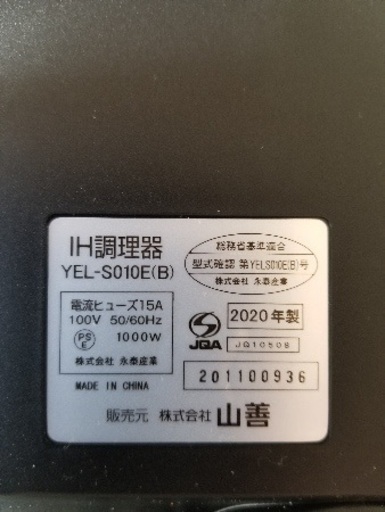 IH調理器
YEL-S010E(B)
総務省基準適合
型式確認 第YELS010E(B)号
株式会社 永泰産業
電流ヒューズ15A
100V 50/60Hz
PS
E
1000W
株式会社 永泰産業
JQA
2020年製
JQ10508
201100936
MADE IN CHINA
販売元 株式会社 山善